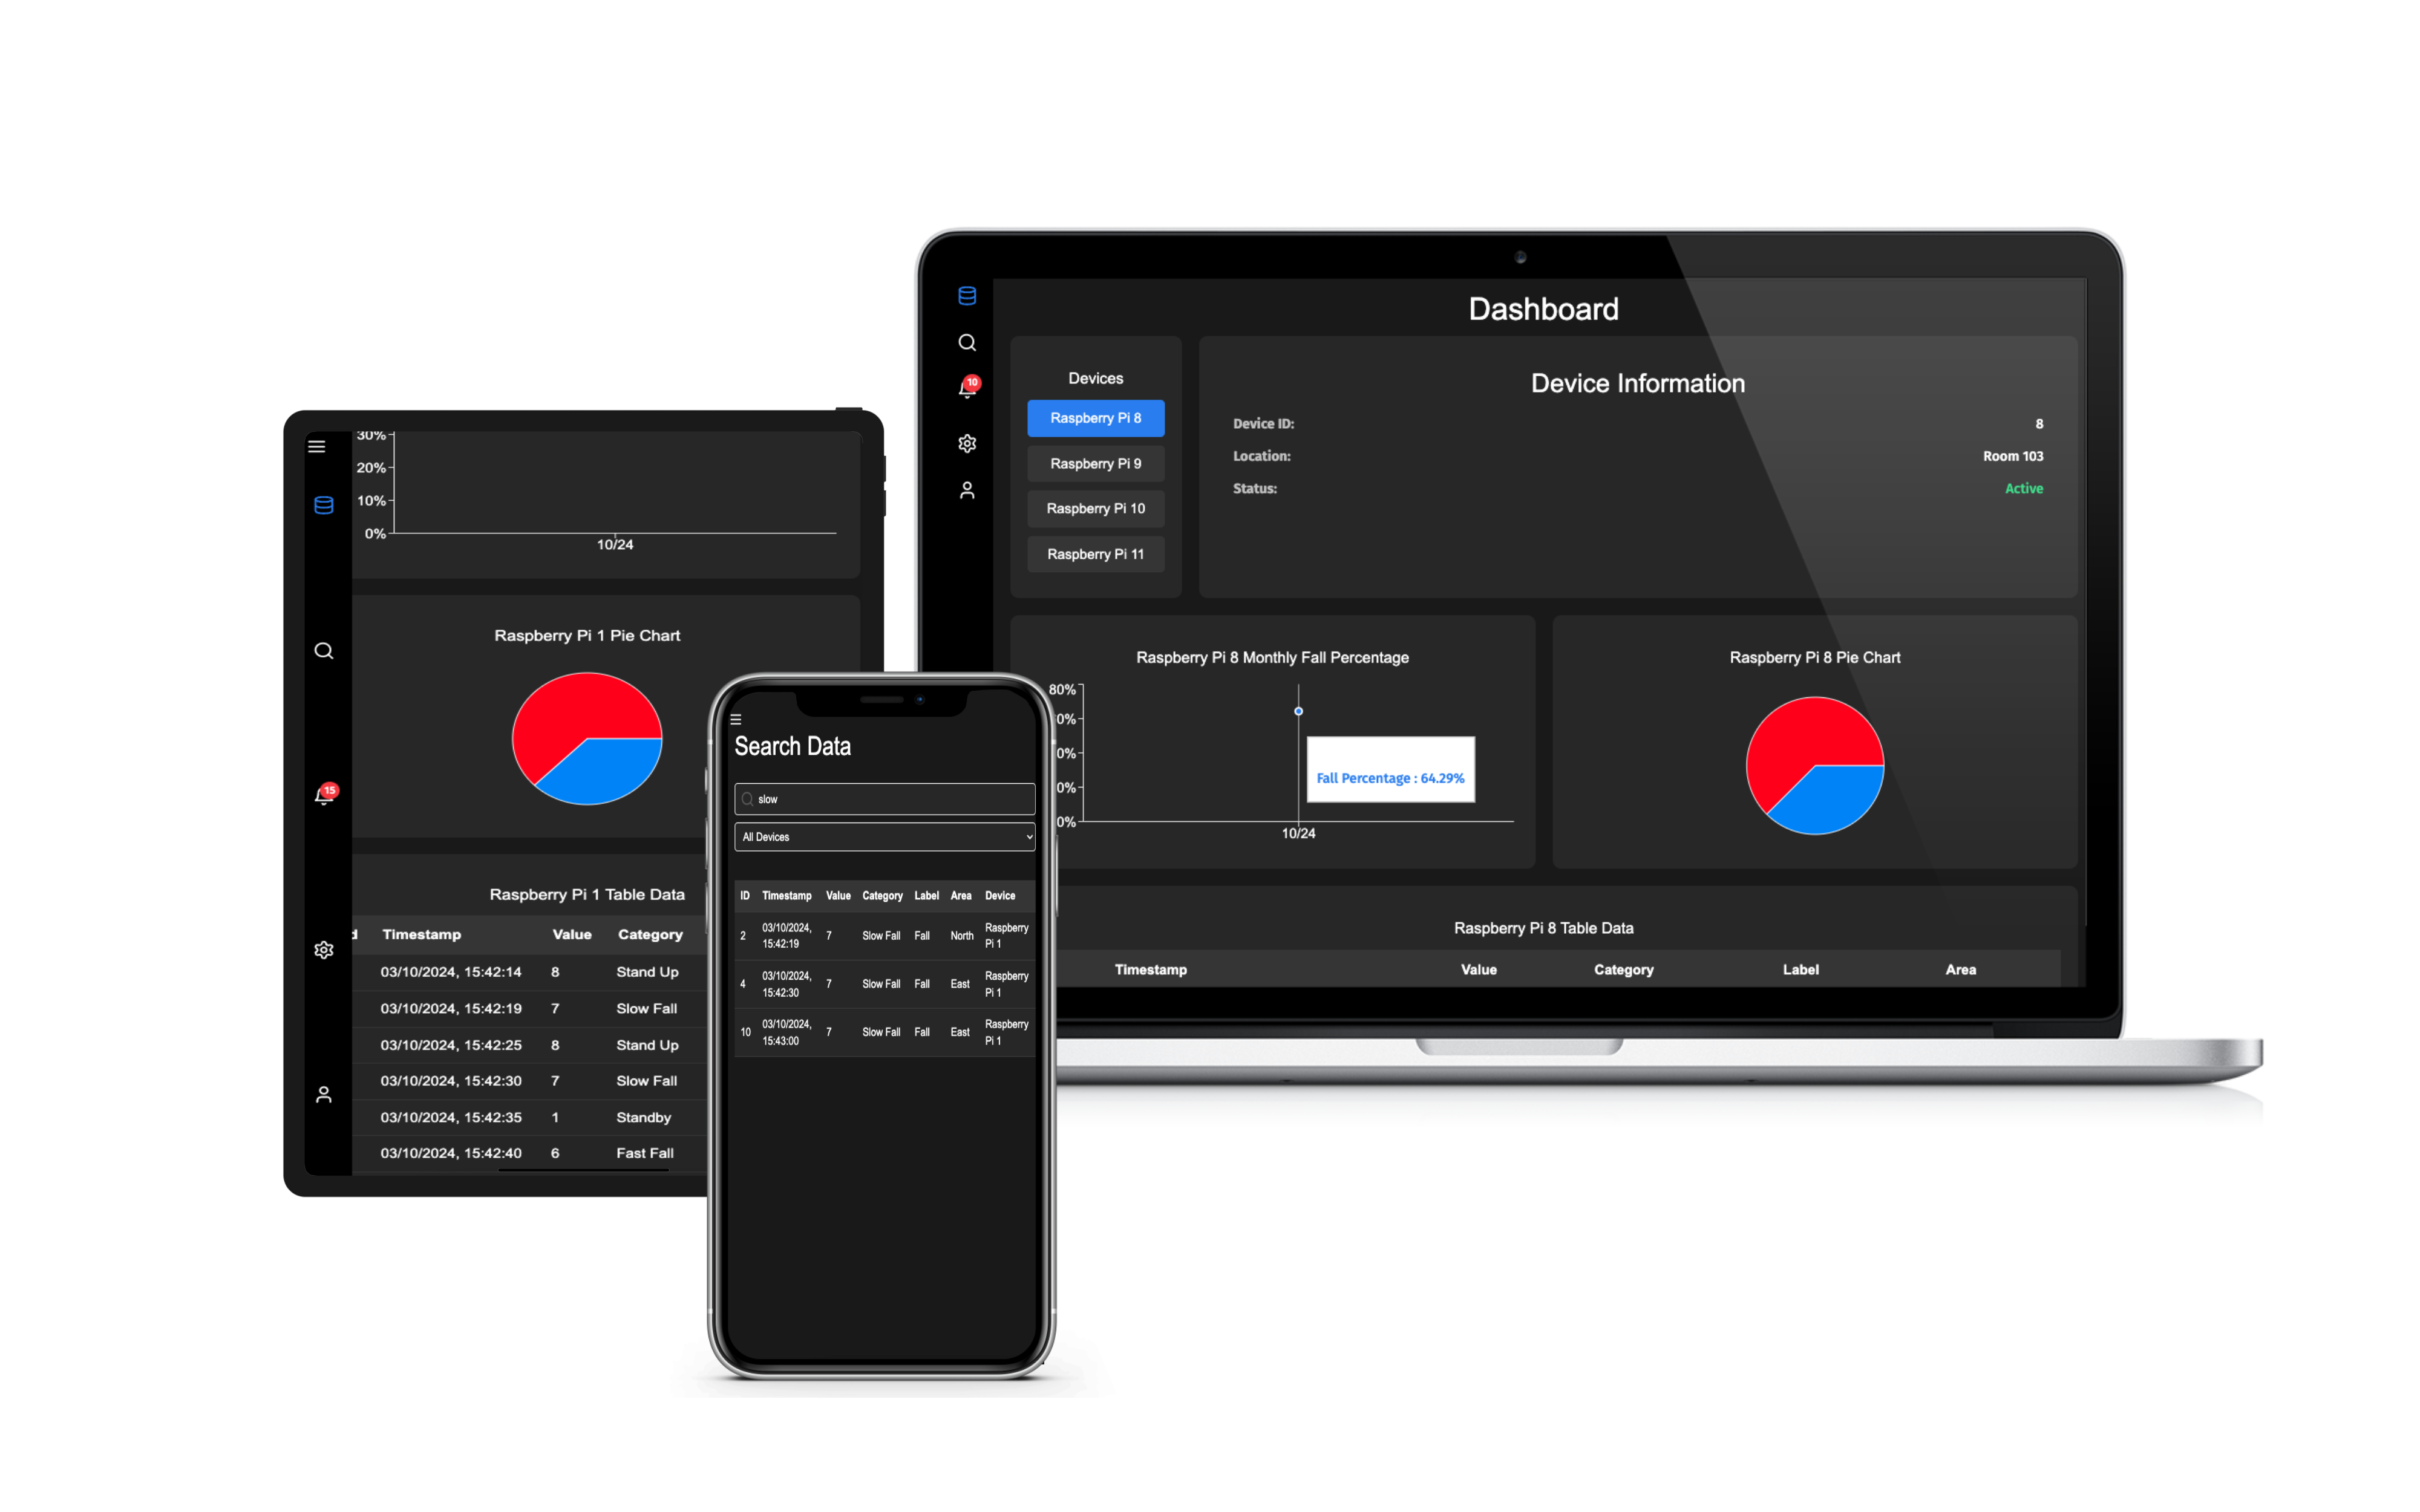 30%
20%
10%
0%
10/24
Raspberry Pi 1 Pie Chart
15
Raspberry Pi 1 Table Data
Timestamp Value Category
03/10/2024, 15:42:14 8 Stand Up
03/10/2024, 15:42:19 7 Slow Fall
03/10/2024, 15:42:25 8 Stand Up
03/10/2024, 15:42:30 7 Slow Fall
03/10/2024, 15:42:35 1 Standby
03/10/2024, 15:42:40 6 Fast Fall
Search Data
slow
All Devices
ID Timestamp Value Category Label Area Device
2 03/10/2024, 15:42:19 7 Slow Fall Fall North Raspberry Pi 1
4 03/10/2024, 15:42:30 7 Slow Fall Fall East Raspberry Pi 1
10 03/10/2024, 15:43:00 7 Slow Fall Fall East Raspberry Pi 1
Dashboard
10
Devices
Raspberry Pi 8
Raspberry Pi 9
Raspberry Pi 10
Raspberry Pi 11
Device Information
Device ID: 8
Location: Room 103
Status: Active
Raspberry Pi 8 Monthly Fall Percentage
80%
0%
0%
0%
0%
Fall Percentage : 64.29%
10/24
Raspberry Pi 8 Pie Chart
Raspberry Pi 8 Table Data
Timestamp Value Category Label Area